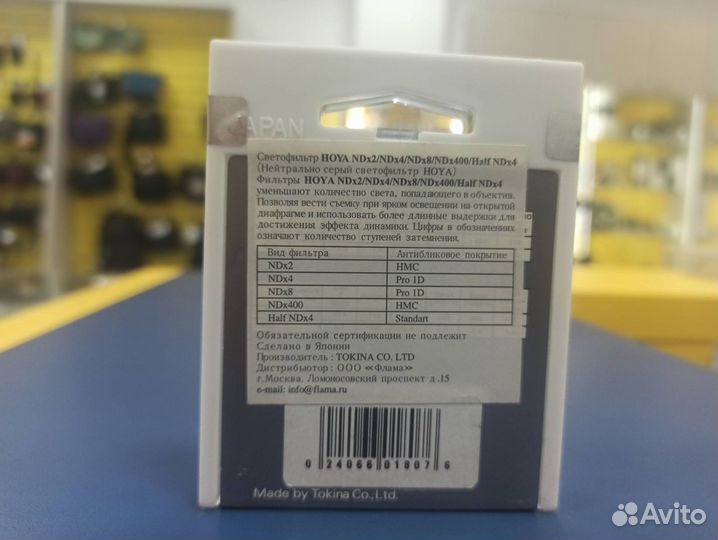 JAPAN
Светофильтр HOYA NDx2/NDx4/NDx8/NDx400/Half NDx4
(Нейтрально серый светофильтр HOYA)
Фильтры HOYA NDx2/NDx4/NDx8/NDx400/Half NDx4
уменьшают количество света, попадающего в объектив.
Позволяя вести съемку при ярком освещении на открытой
диафрагме и использовать более длинные выдержки для
достижения эффекта динамики. Цифры в обозначениях
означают количество ступеней затемнения.
Вид фильтра Антибликовое покрытие
NDx2 HMC
NDx4 Pro 1D
NDx8 Pro 1D
NDx400 HMC
Half NDx4 Standart
Обязательной сертификации не подлежит
Сделано в Японии
Производитель : TOKINA CO. LTD
Дистрибьютор : ООО «Флама»
г.Москва. Ломоносовский проспект д.15
e-mail: info@flama.ru
0 24066 01807 6
Made by Tokina Co., Ltd.
Avito